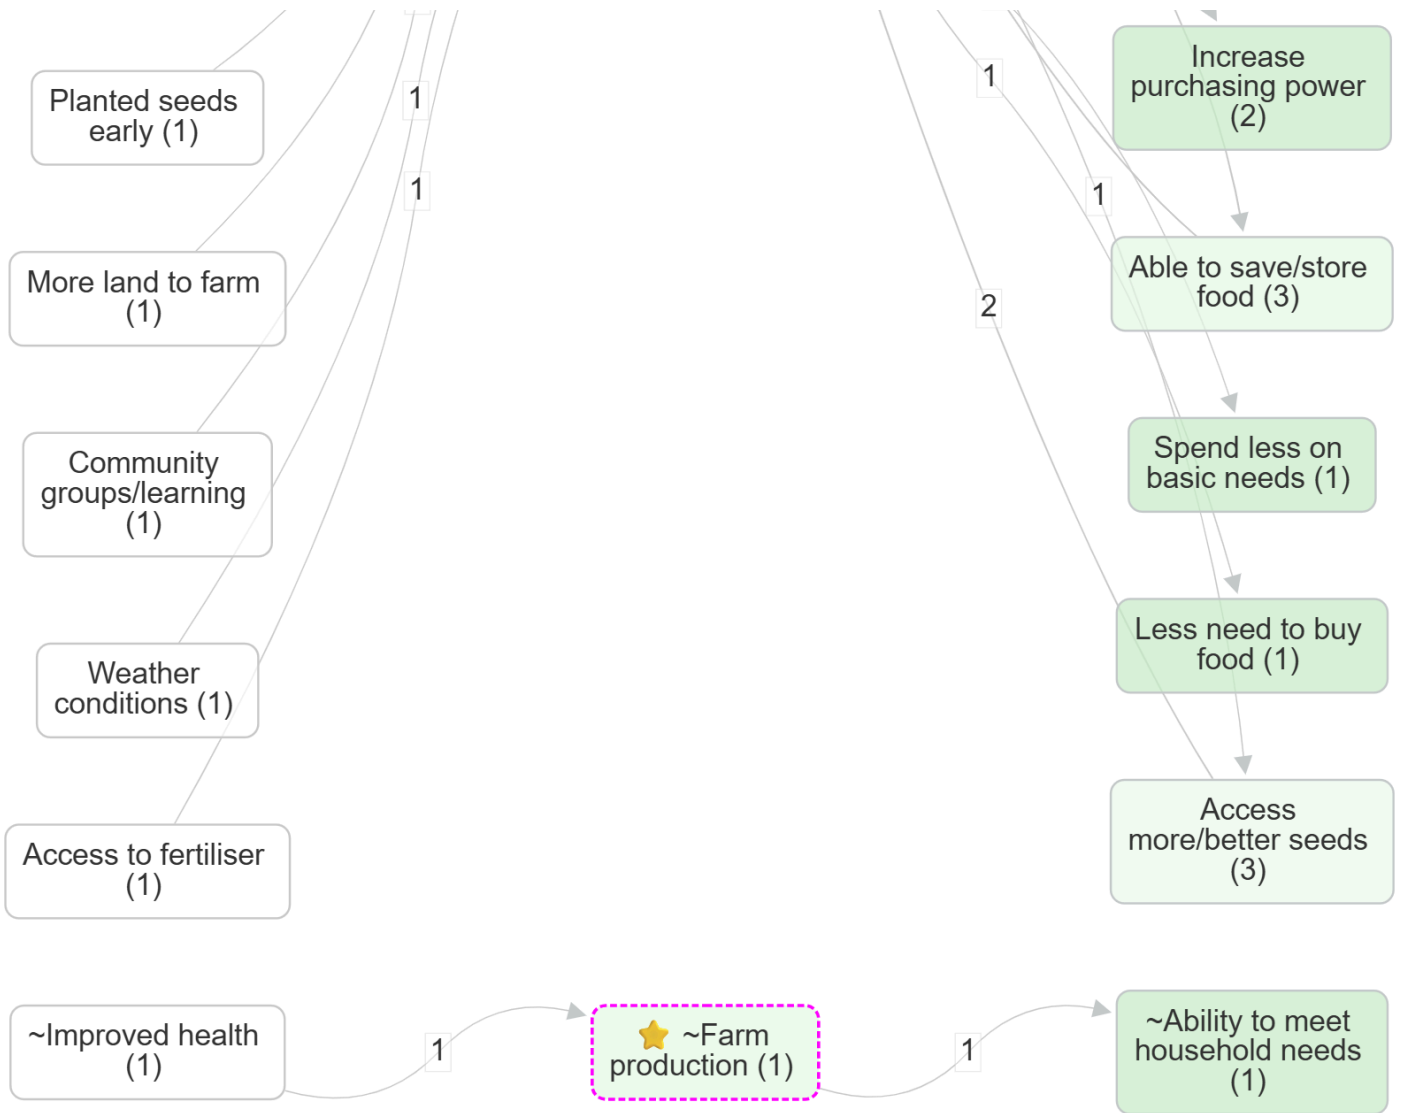 Planted seeds
early (1)
More land to farm
(1)
Community
groups/learning
(1)
Weather
conditions (1)
Access to fertiliser
(1)
~Improved health
(1)
1
1
1
~Farm
production (1)
1
1
2
1
Increase
purchasing power
(2)
Able to save/store
food (3)
Spend less on
basic needs (1)
Less need to buy
food (1)
Access
more/better seeds
(3)
~Ability to meet
household needs
(1)